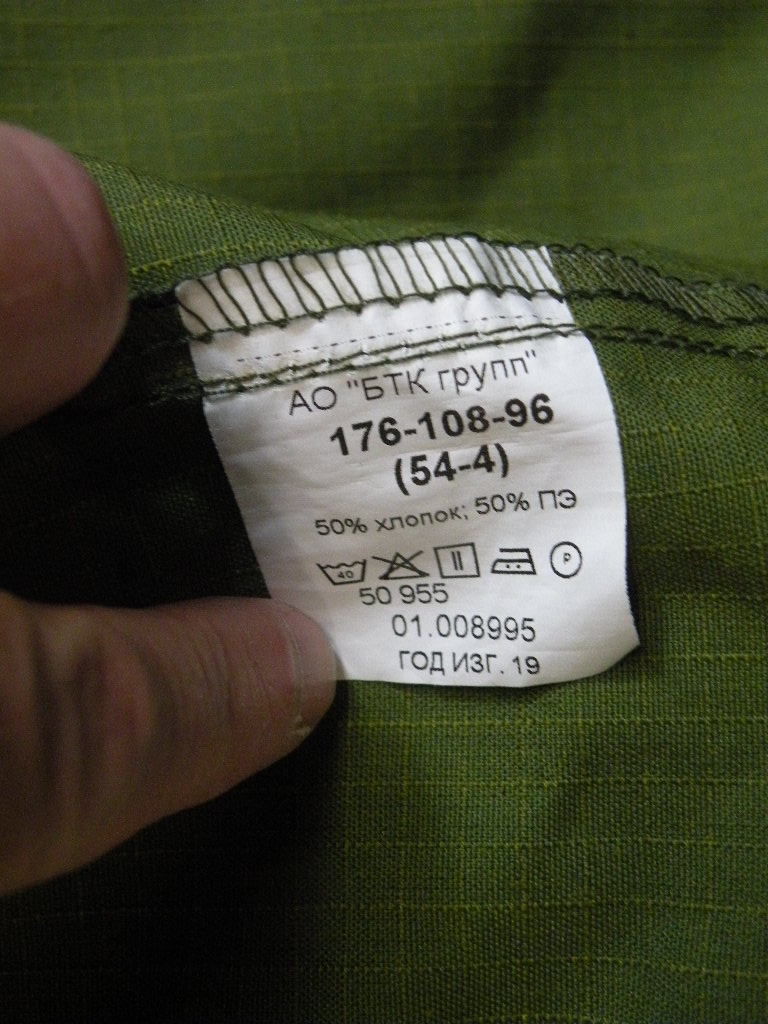 АО "БТК групп"
176-108-96
(54-4)
50% хлопок; 50% ПЭ
40 P
50 955
01.008995
ГОД ИЗГ. 19